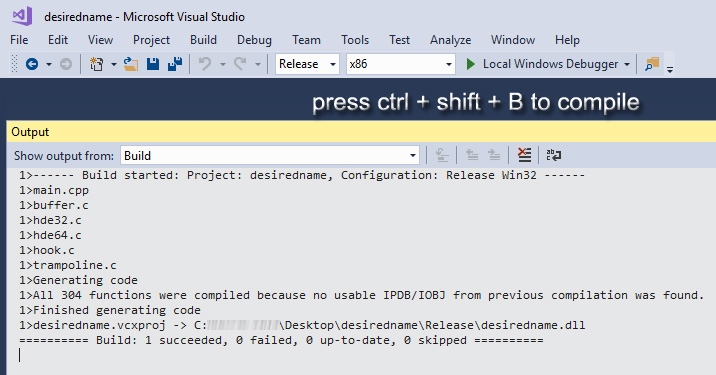 desiredname - Microsoft Visual Studio
File Edit View Project Build Debug Team Tools Test Analyze Window Help
Release x86 Local Windows Debugger
press ctrl + shift + B to compile
Output
Show output from: Build
1>------ Build started: Project: desiredname, Configuration: Release Win32 ------
1>main.cpp
1>buffer.c
1>hde32.c
1>hde64.c
1>hook.c
1>trampoline.c
1>Generating code
1>All 304 functions were compiled because no usable IPDB/IOBJ from previous compilation was found.
1>Finished generating code
1>desiredname.vcxproj -> C:\Desktop\desiredname\Release\desiredname.dll
========== Build: 1 succeeded, 0 failed, 0 up-to-date, 0 skipped ==========